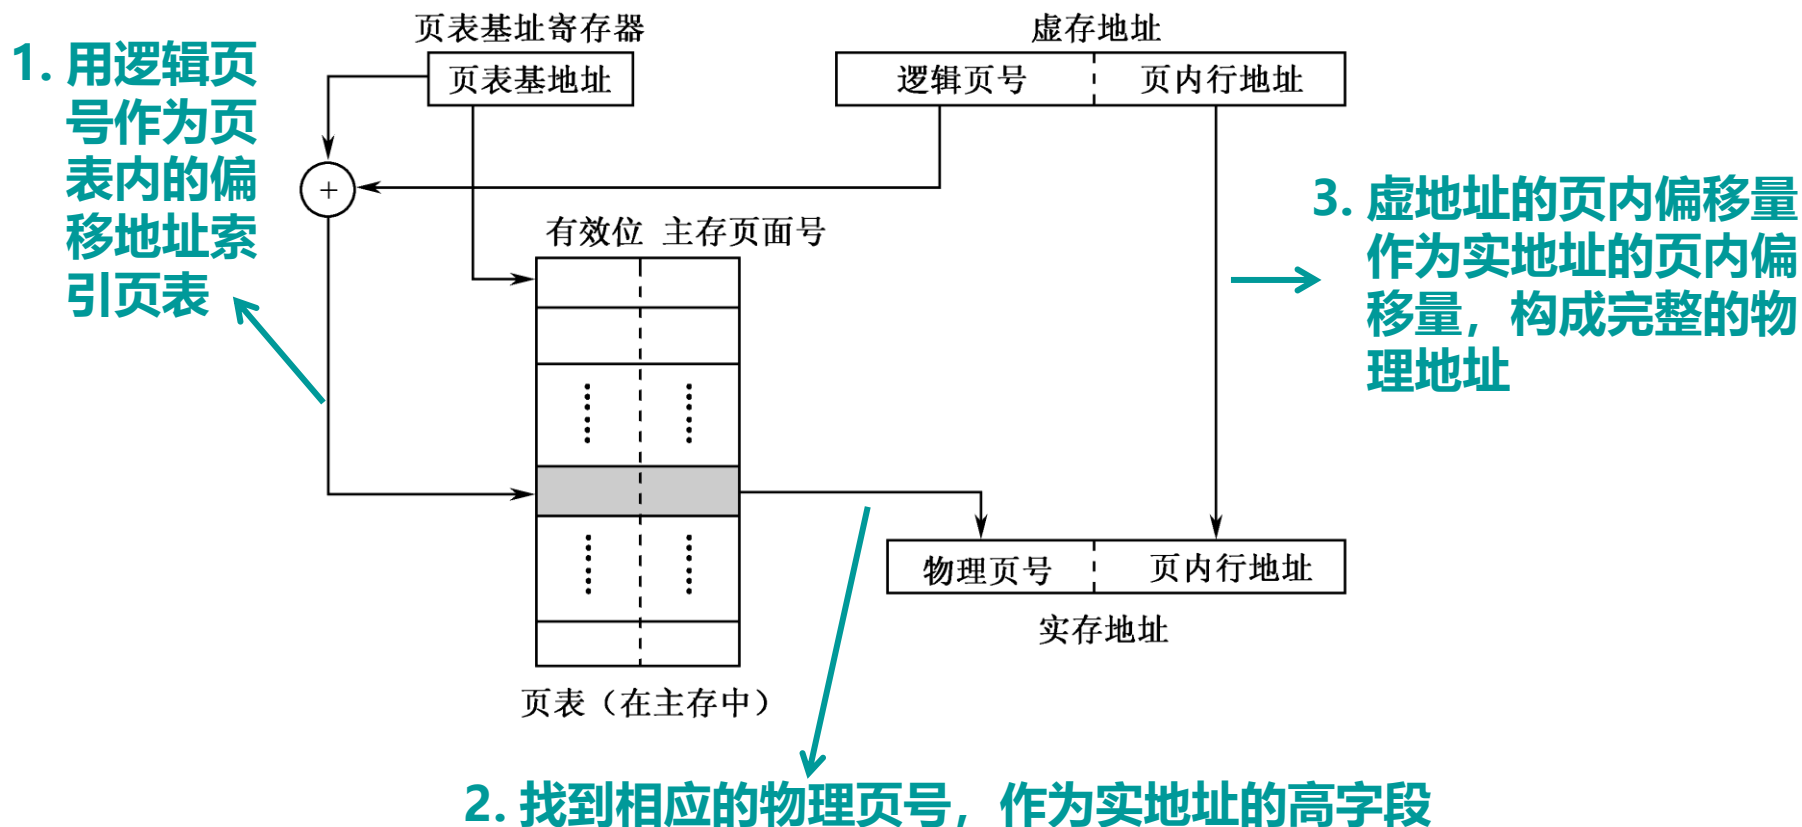 页表基址寄存器
虚存地址
1. 用逻辑页
号作为页
表内的偏
移地址索
引页表
页表基地址
逻辑页号
页内行地址
+
有效位 主存页面号
3. 虚地址的页内偏移量
作为实地址的页内偏
移量，构成完整的物
理地址
物理页号
页内行地址
实存地址
页表（在主存中）
2. 找到相应的物理页号，作为实地址的高字段